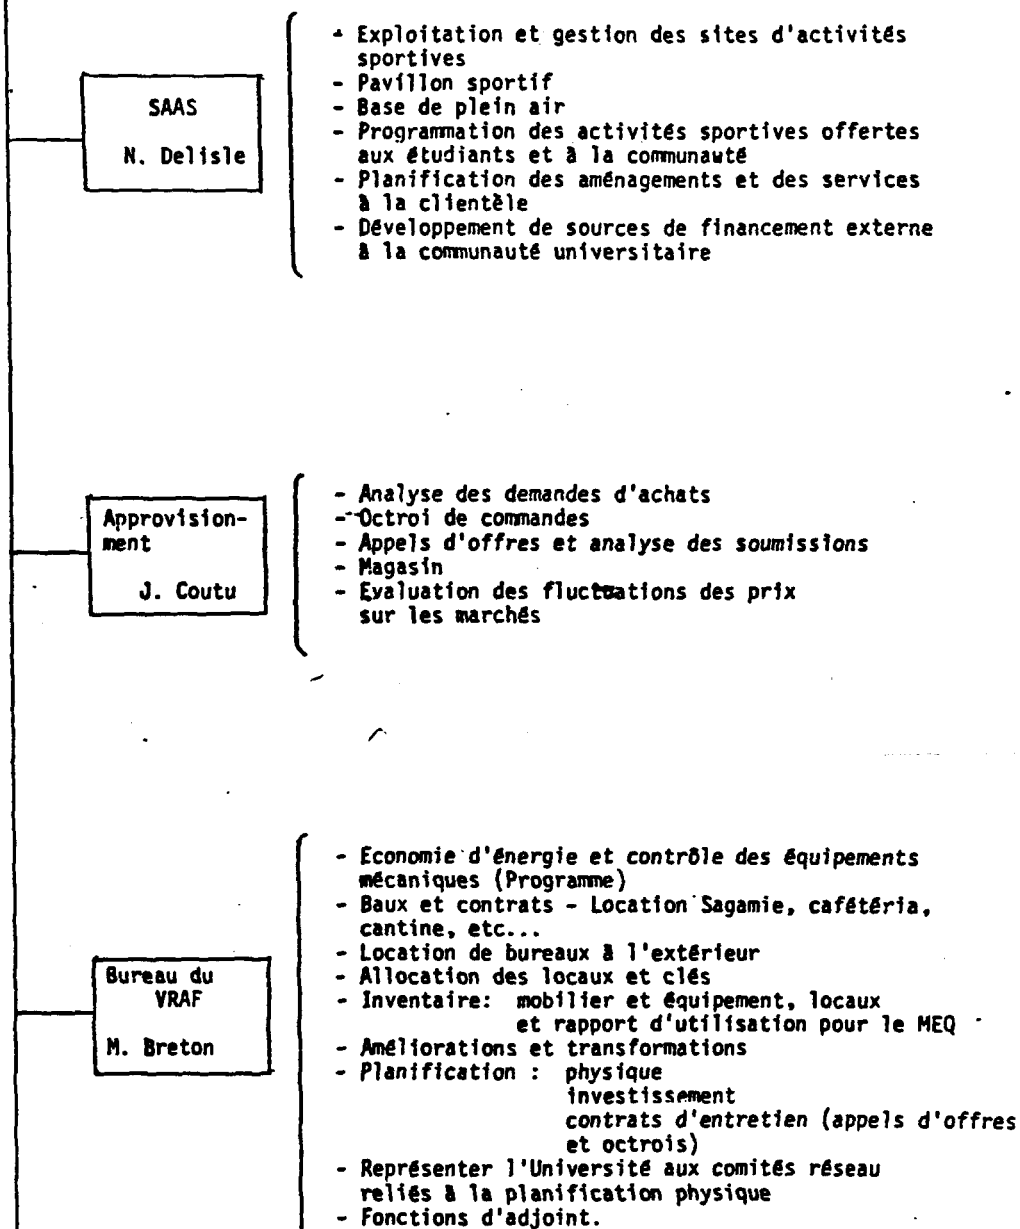 SAAS
N. Delisle
- Exploitation et gestion des sites d'activités
sportives
- Pavillon sportif
- Base de plein air
- Programmation des activités sportives offertes
aux étudiants et à la communauté
- Planification des aménagements et des services
à la clientèle
- Développement de sources de financement externe
à la communauté universitaire
Approvision-
ment
J. Coutu
- Analyse des demandes d'achats
- Octroi de commandes
- Appels d'offres et analyse des soumissions
- Magasin
- Evaluation des fluctuations des prix
sur les marchés
Bureau du
VRAF
M. Breton
- Economie d'énergie et contrôle des équipements
mécaniques (Programme)
- Baux et contrats - Location Sagamie, cafétéria,
cantine, etc...
- Location de bureaux à l'extérieur
- Allocation des locaux et clés
- Inventaire: mobilier et équipement, locaux
et rapport d'utilisation pour le MEQ
- Améliorations et transformations
- Planification : physique
investissement
contrats d'entretien (appels d'offres
et octrois)
- Représenter l'Université aux comités réseau
reliés à la planification physique
- Fonctions d'adjoint.